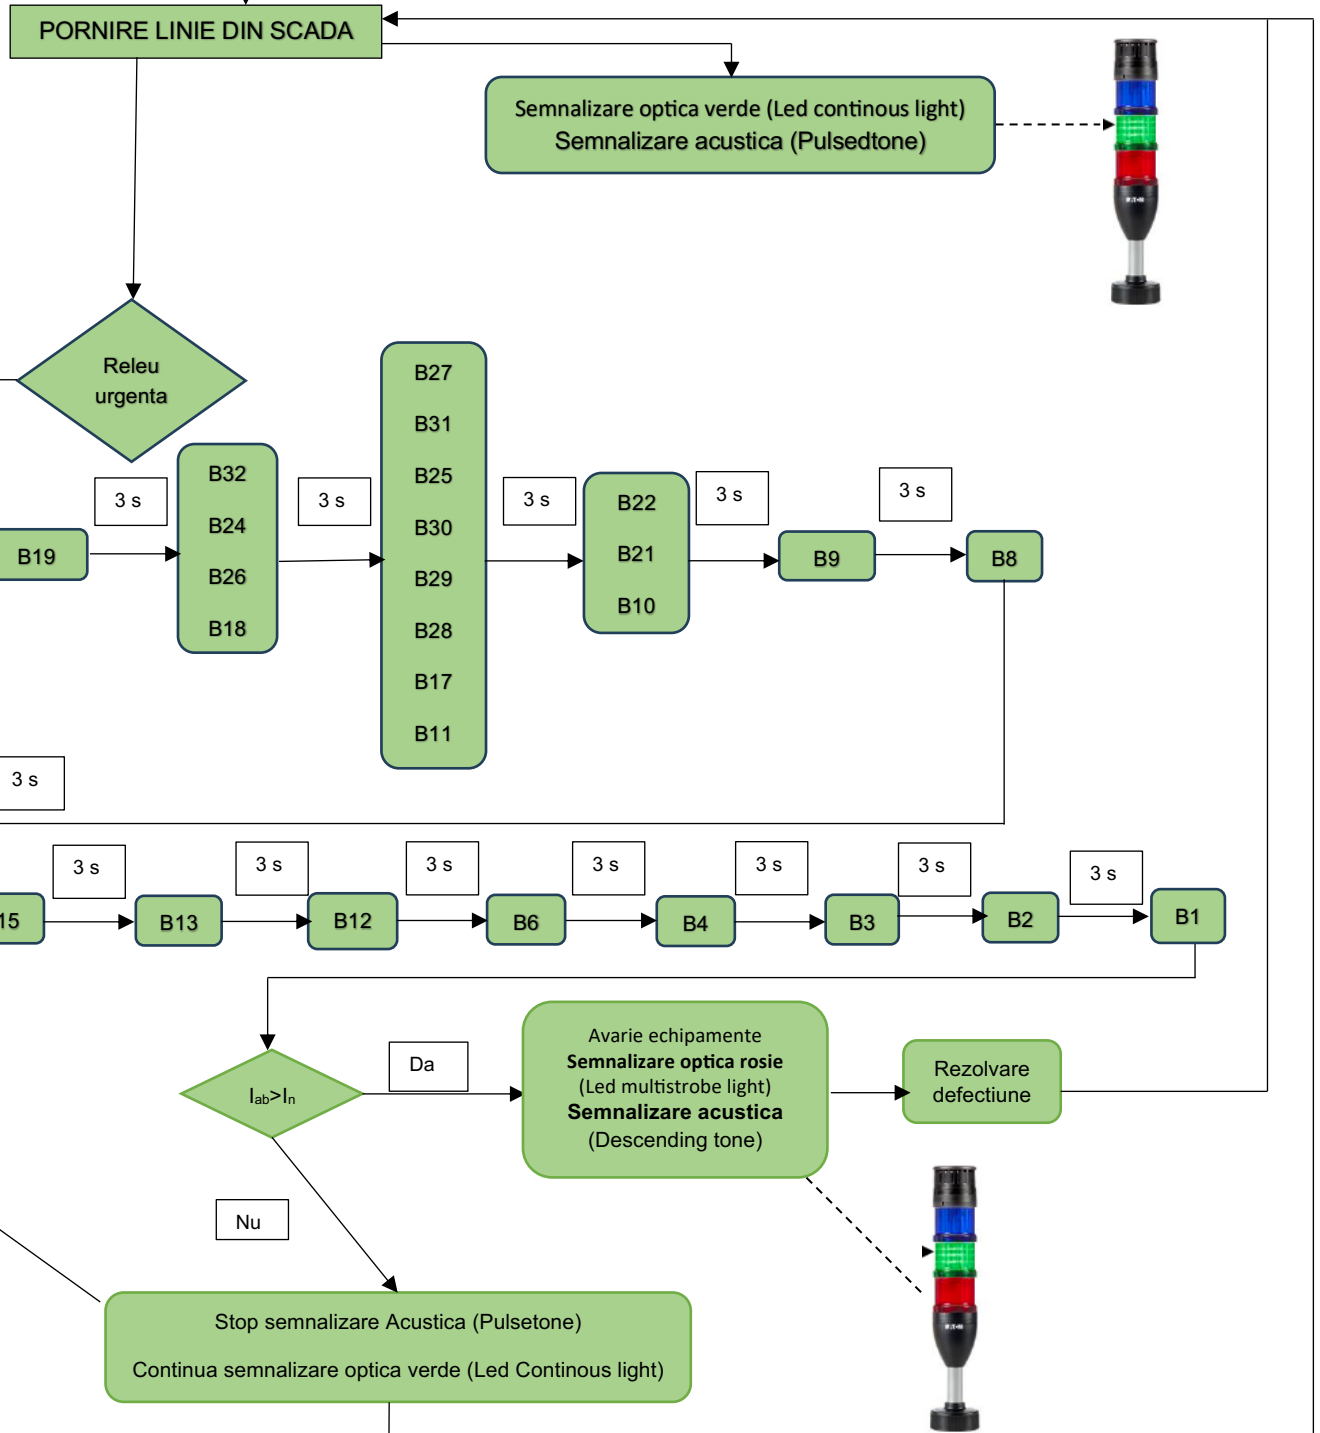 PORNIRE LINIE DIN SCADA
Semnalizare optica verde (Led continous light)
Semnalizare acustica (Pulsedtone)
Releu
urgenta
B19
3 s
B32
B24
B26
B18
3 s
B27
B31
B25
B30
B29
B28
B17
B11
3 s
B22
B21
B10
3 s
B9
3 s
B8
3 s
15
3 s
B13
3 s
B12
3 s
B6
3 s
B4
3 s
B3
3 s
B2
3 s
B1
Iab>In
Da
Avarie echipamente
Semnalizare optica rosie
(Led multistrobe light)
Semnalizare acustica
(Descending tone)
Rezolvare
defectiune
Nu
Stop semnalizare Acustica (Pulsetone)
Continua semnalizare optica verde (Led Continous light)